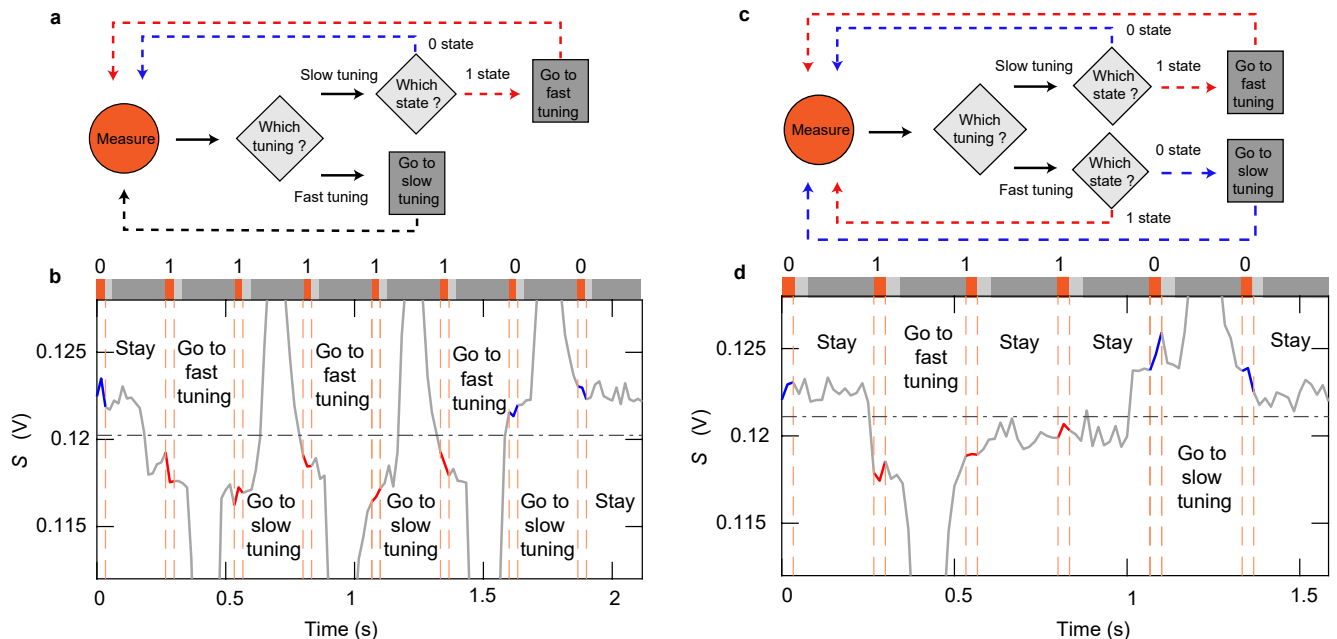 a
0 state
Slow tuning
1 state
Which
state ?
Go to
fast
tuning
Measure
Which
tuning ?
Go to
slow
tuning
Fast tuning
b
0 1 1 1 1 1 0 0
Stay
Go to
fast
tuning
Go to
fast
tuning
Go to
fast
tuning
Go to
slow
tuning
Go to
slow
tuning
Go to
slow
tuning
Stay
0.125
0.12
0.115
S (V)
0 0.5 1 1.5 2
Time (s)
c
0 state
Slow tuning
1 state
Which
state ?
Go to
fast
tuning
Measure
Which
tuning ?
0 state
Which
state ?
Go to
slow
tuning
Fast tuning
1 state
d
0 1 1 1 0 0
Stay
Go to
fast
tuning
Stay
Stay
Stay
Go to
slow
tuning
0.125
0.12
0.115
S (V)
0 0.5 1 1.5
Time (s)